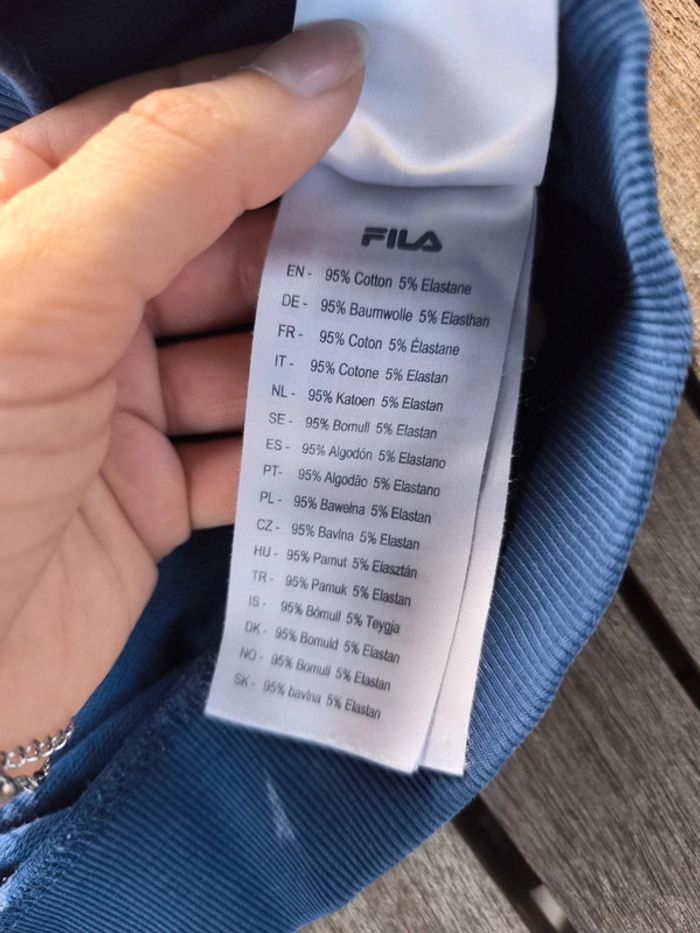 FILA
EN - 95% Cotton 5% Elastane
DE - 95% Baumwolle 5% Elasthan
FR - 95% Coton 5% Élastane
IT - 95% Cotone 5% Elastan
NL - 95% Katoen 5% Elastan
SE - 95% Bomull 5% Elastan
ES - 95% Algodón 5% Elastano
PT- 95% Algodão 5% Elastano
PL - 95% Bawełna 5% Elastan
CZ - 95% Bavlna 5% Elastan
HU - 95% Pamut 5% Elasztán
TR - 95% Pamuk 5% Elastan
IS - 95% Bómull 5% Teygja
DK - 95% Bomuld 5% Elastan
NO - 95% Bomull 5% Elastan
SK - 95% bavlna 5% Elastan